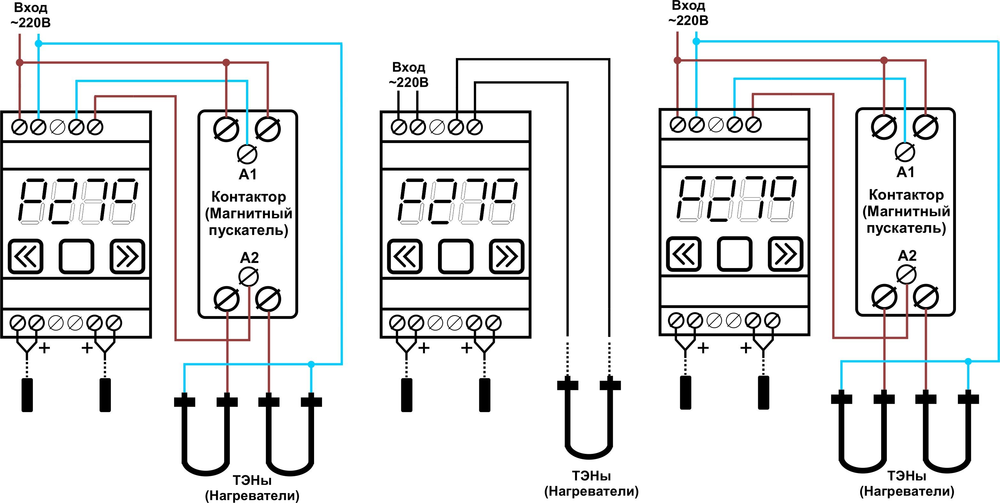 Вход
~220В
A1
Контактор
(Магнитный
пускатель)
A2
+ +
ТЭНы
(Нагреватели)
Вход
~220В
+ +
ТЭНы
(Нагреватели)
Вход
~220В
A1
Контактор
(Магнитный
пускатель)
A2
+ +
ТЭНы
(Нагреватели)